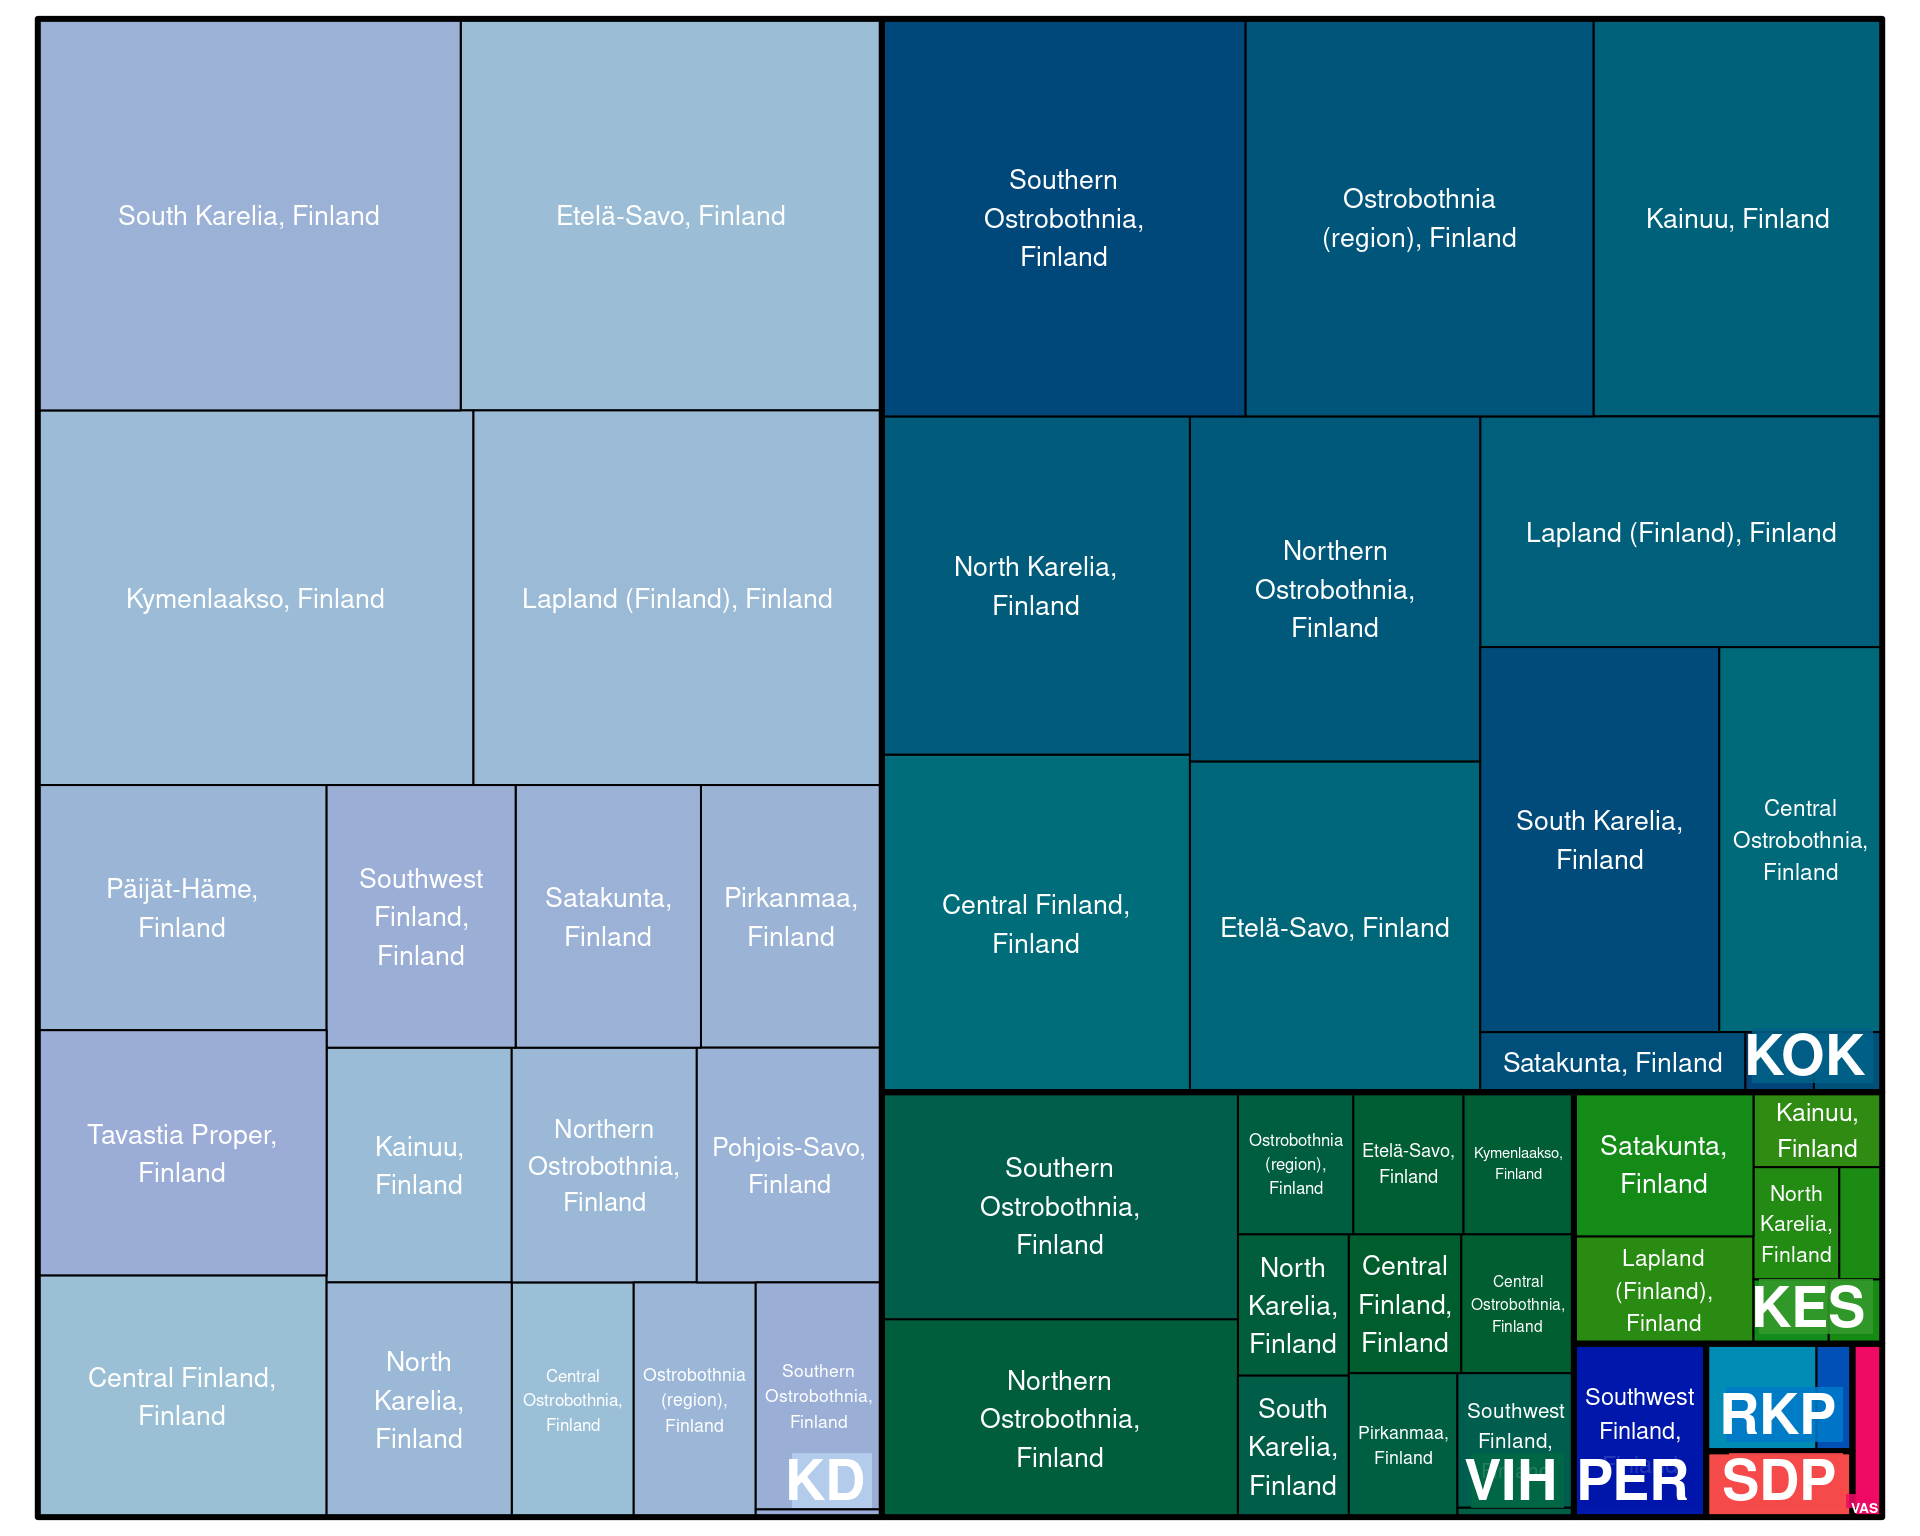 South Karelia, Finland
Etelä-Savo, Finland
Kymenlaakso, Finland
Lapland (Finland), Finland
Päijät-Häme,
Finland
Southwest
Finland,
Finland
Satakunta,
Finland
Pirkanmaa,
Finland
Tavastia Proper,
Finland
Kainuu,
Finland
Northern
Ostrobothnia,
Finland
Pohjois-Savo,
Finland
Central Finland,
Finland
North
Karelia,
Finland
Central
Ostrobothnia,
Finland
Ostrobothnia
(region),
Finland
Southern
Ostrobothnia,
Finland
KD
Southern
Ostrobothnia,
Finland
Ostrobothnia
(region), Finland
Kainuu, Finland
North Karelia,
Finland
Northern
Ostrobothnia,
Finland
Lapland (Finland), Finland
Central Finland,
Finland
Etelä-Savo, Finland
South Karelia,
Finland
Central
Ostrobothnia,
Finland
Satakunta, Finland
KOK
Southern
Ostrobothnia,
Finland
Northern
Ostrobothnia,
Finland
Ostrobothnia
(region),
Finland
Etelä-Savo,
Finland
Kymenlaakso,
Finland
North
Karelia,
Finland
Central
Finland,
Finland
Central
Ostrobothnia,
Finland
South
Karelia,
Finland
Pirkanmaa,
Finland
Southwest
Finland,
VIH
Satakunta,
Finland
Kainuu,
Finland
North
Karelia,
Finland
Lapland
(Finland),
Finland
KES
Southwest
Finland,
PER
RKP
SDP
VAS